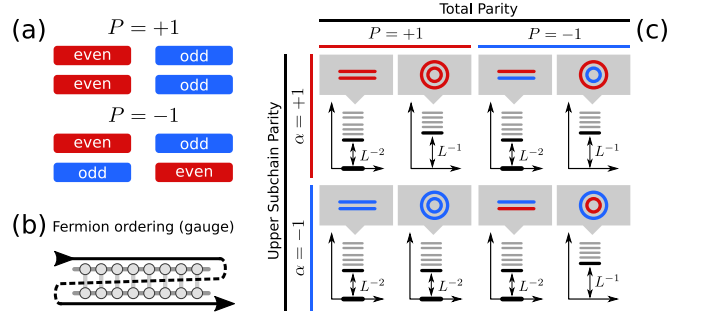 (a)
P = +1
even odd
even odd
P = −1
even odd
odd even
(b) Fermion ordering (gauge)
(c)
Total Parity
P = +1 P = −1
Upper Subchain Parity
α = +1
α = −1
L⁻² L⁻¹ L⁻² L⁻¹
L⁻² L⁻² L⁻² L⁻¹